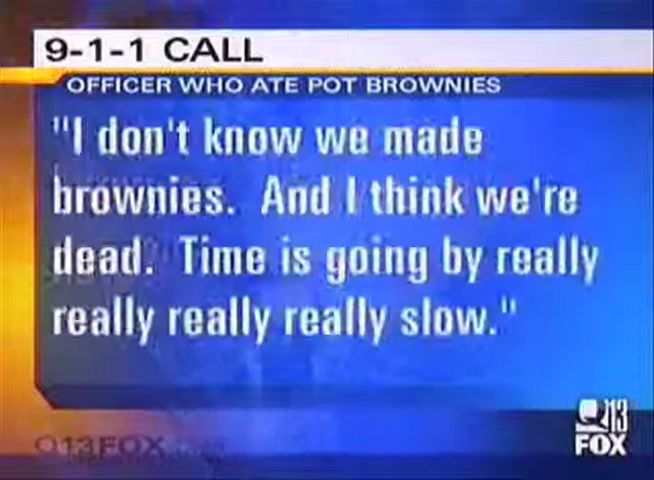 9-1-1 CALL
OFFICER WHO ATE POT BROWNIES
"I don't know we made
brownies.  And I think we're
dead.  Time is going by really
really really really slow."
Q13
FOX
Q13FOX